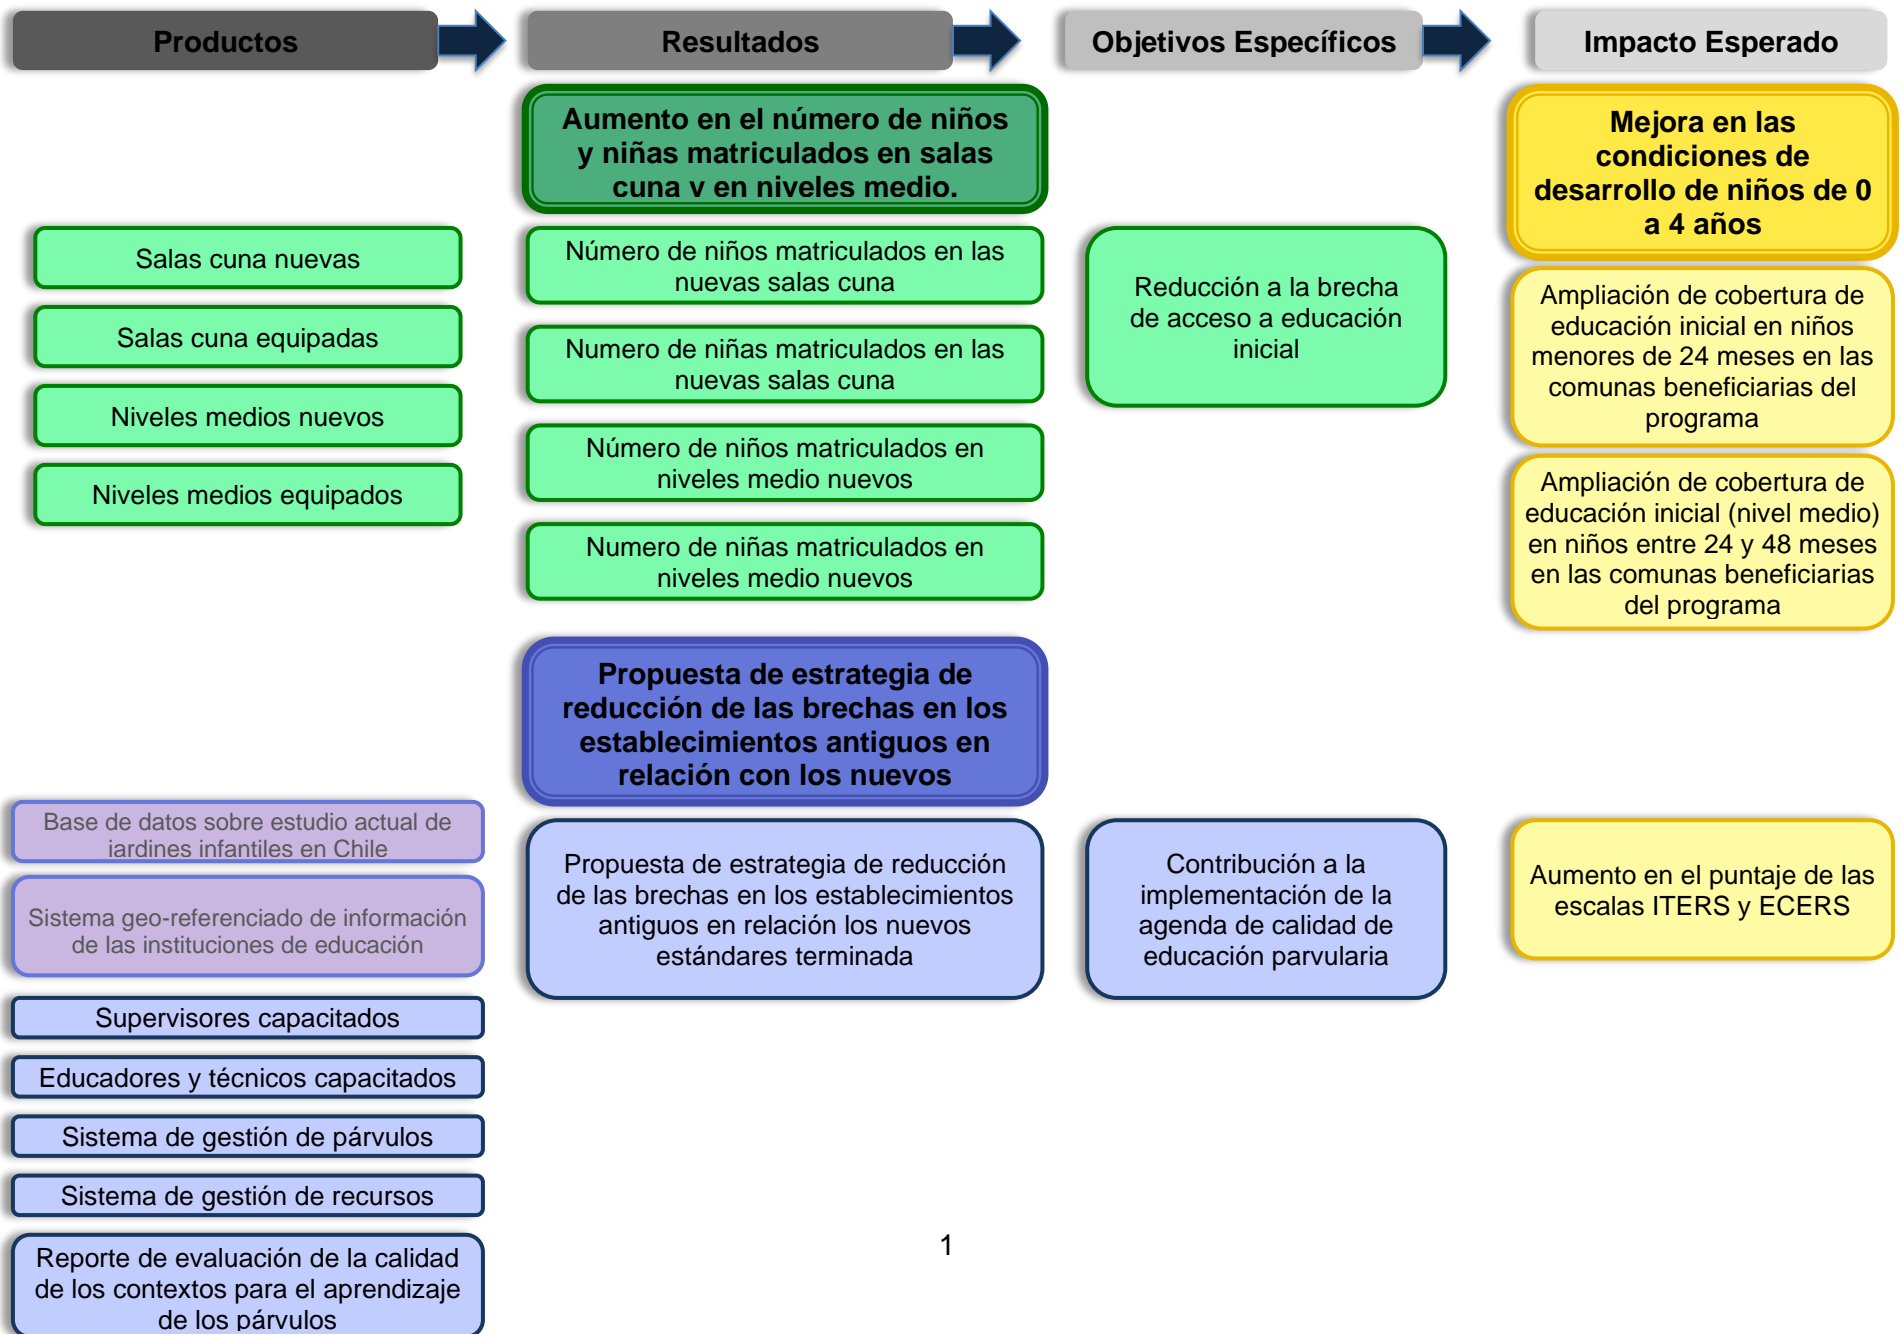 Productos
Resultados
Objetivos Específicos
Impacto Esperado
Aumento en el número de niños
y niñas matriculados en salas
cuna y en niveles medio.
Mejora en las
condiciones de
desarrollo de niños de 0
a 4 años
Salas cuna nuevas
Salas cuna equipadas
Niveles medios nuevos
Niveles medios equipados
Número de niños matriculados en las
nuevas salas cuna
Numero de niñas matriculados en las
nuevas salas cuna
Número de niños matriculados en
niveles medio nuevos
Numero de niñas matriculados en
niveles medio nuevos
Reducción a la brecha
de acceso a educación
inicial
Ampliación de cobertura de
educación inicial en niños
menores de 24 meses en las
comunas beneficiarias del
programa
Ampliación de cobertura de
educación inicial (nivel medio)
en niños entre 24 y 48 meses
en las comunas beneficiarias
del programa
Propuesta de estrategia de
reducción de las brechas en los
establecimientos antiguos en
relación con los nuevos
Base de datos sobre estudio actual de
jardines infantiles en Chile
Sistema geo-referenciado de información
de las instituciones de educación
Supervisores capacitados
Educadores y técnicos capacitados
Sistema de gestión de párvulos
Sistema de gestión de recursos
Reporte de evaluación de la calidad
de los contextos para el aprendizaje
de los párvulos
Propuesta de estrategia de reducción
de las brechas en los establecimientos
antiguos en relación los nuevos
estándares terminada
Contribución a la
implementación de la
agenda de calidad de
educación parvularia
Aumento en el puntaje de las
escalas ITERS y ECERS
1